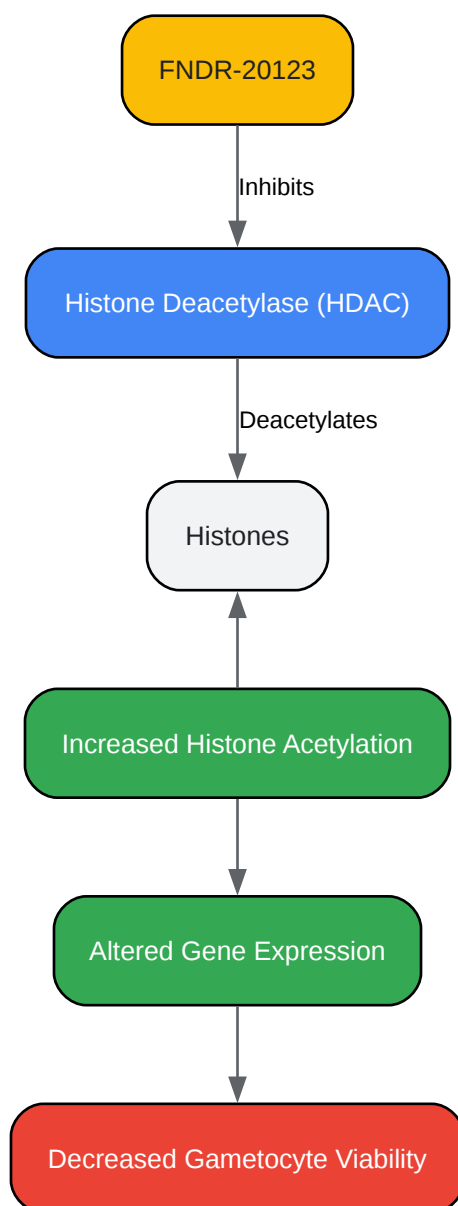 FNDR-20123
Inhibits
Histone Deacetylase (HDAC)
Deacetylates
Histones
Increased Histone Acetylation
Altered Gene Expression
Decreased Gametocyte Viability